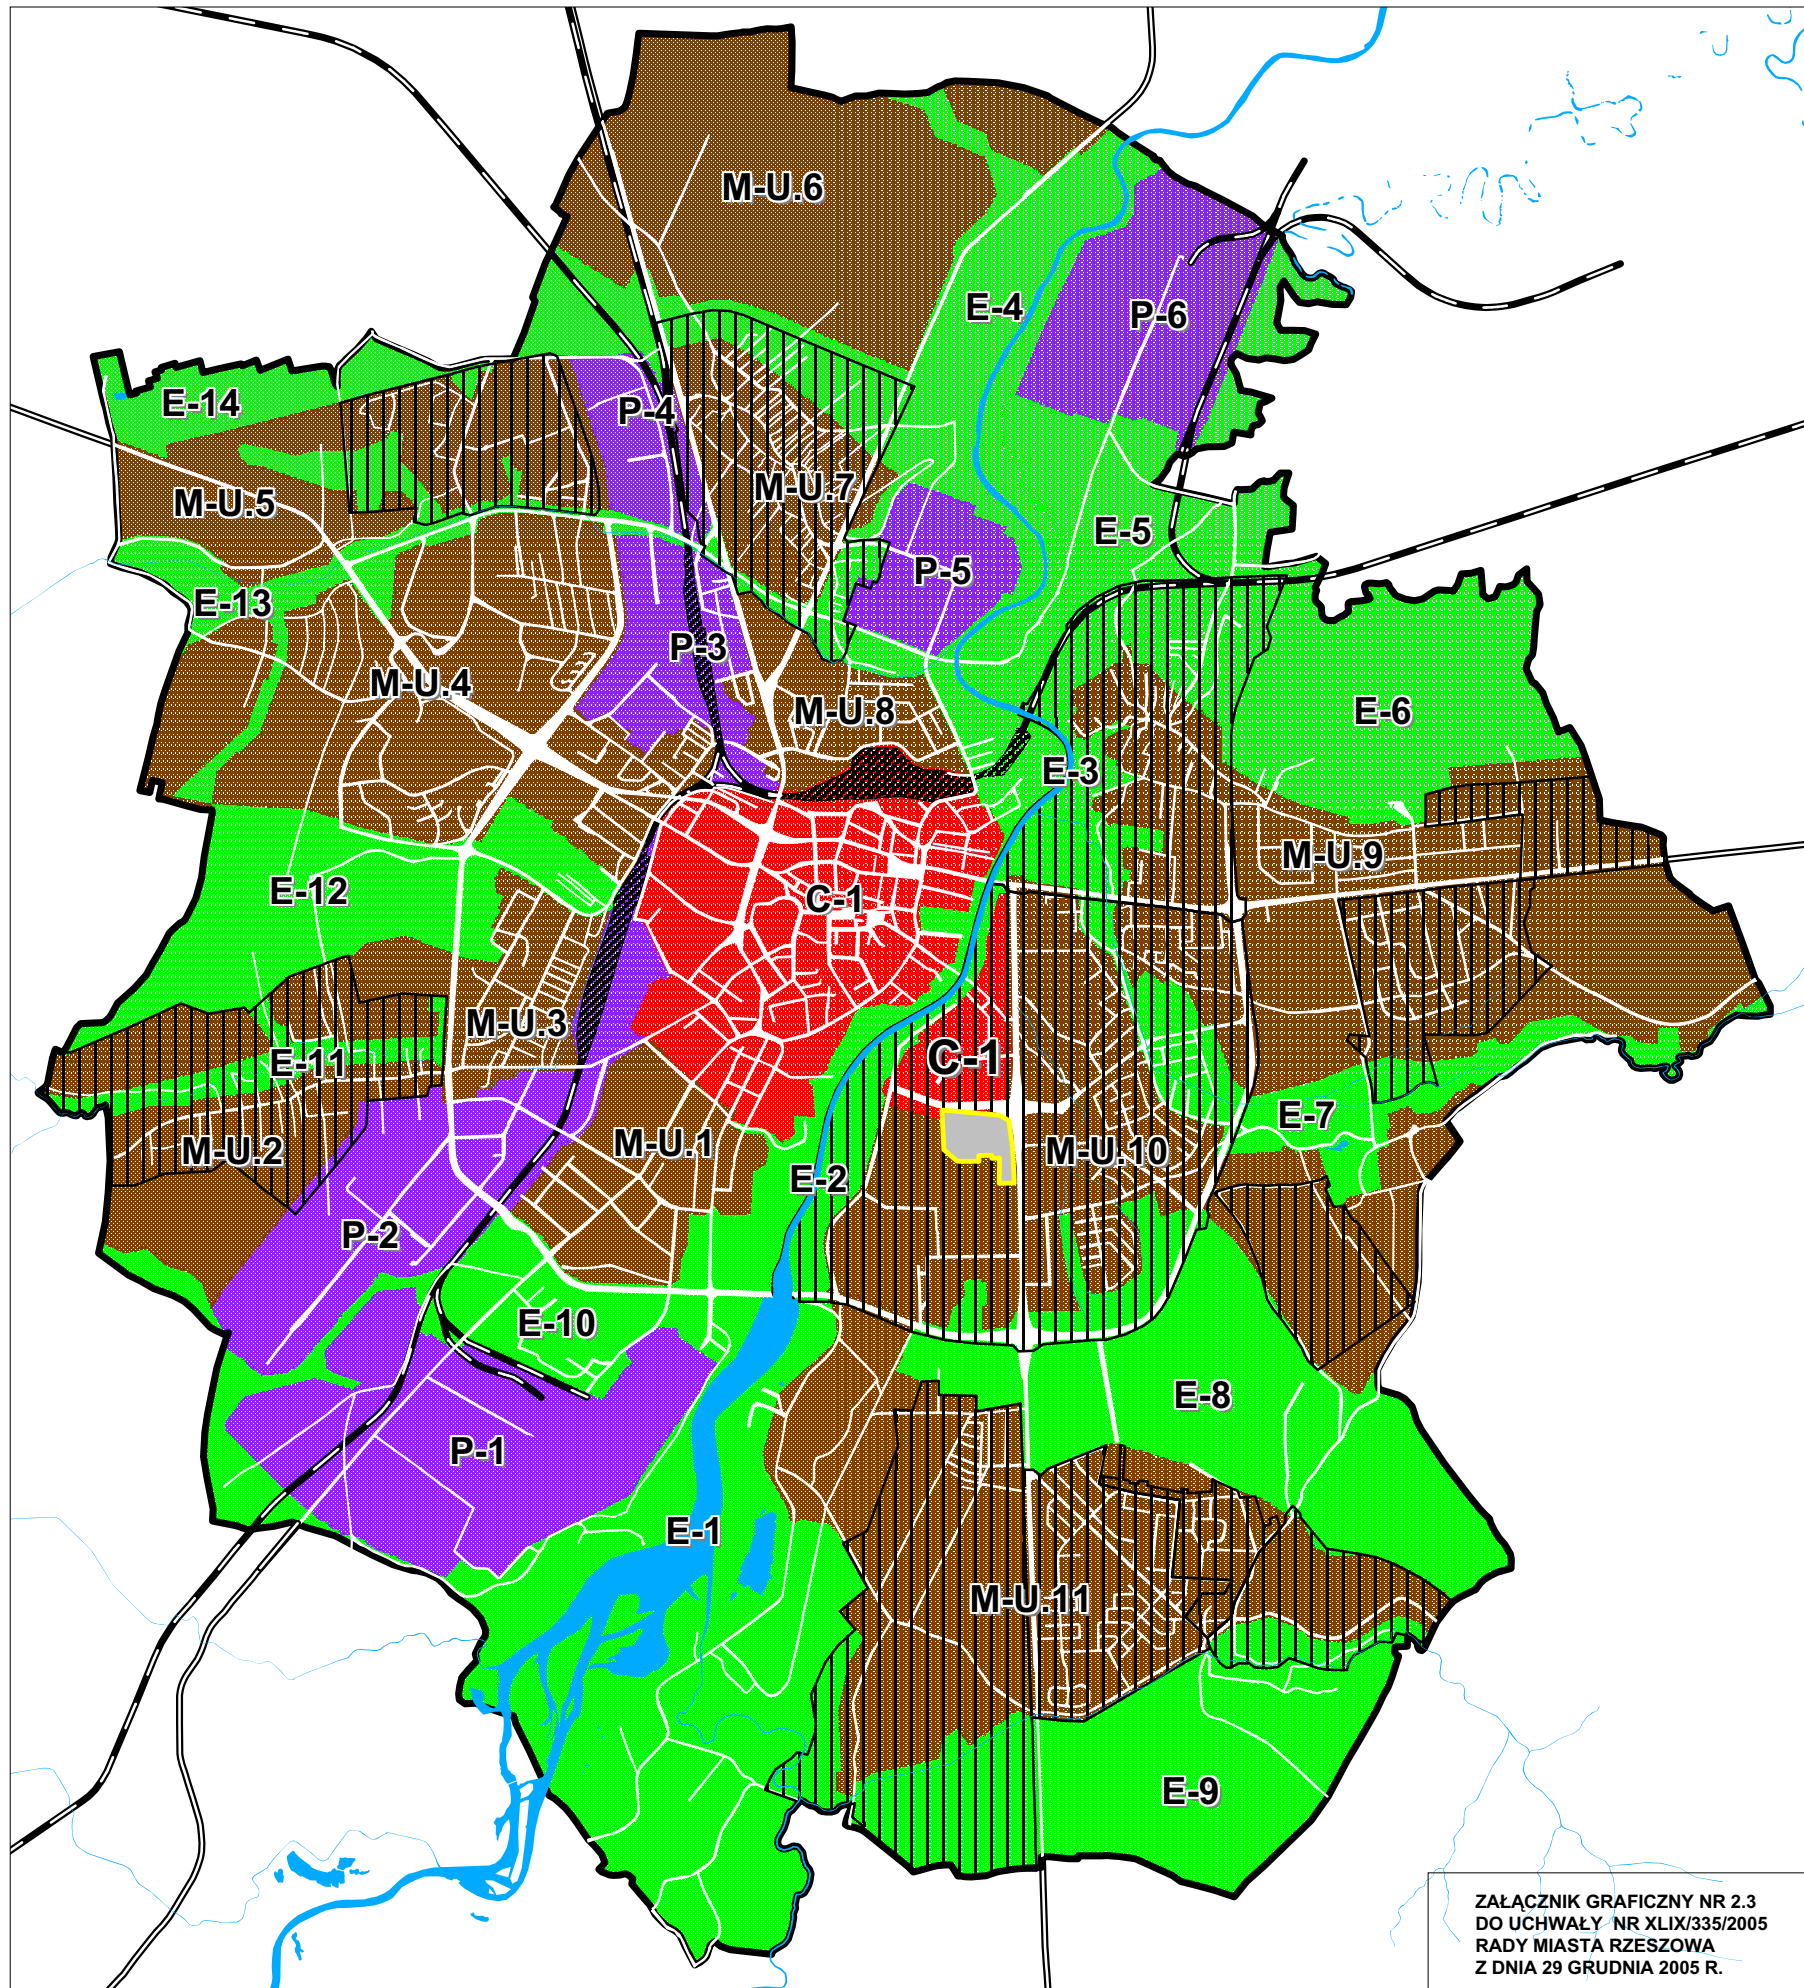 M-U.6
E-4
P-6
E-14
P-4
M-U.7
M-U.5
E-5
P-5
E-13
P-3
M-U.4
M-U.8
E-6
E-3
M-U.9
E-12
C-1
M-U.3
E-11
C-1
E-7
M-U.2
M-U.1
M-U.10
E-2
P-2
E-10
E-8
P-1
E-1
M-U.11
E-9
ZAŁĄCZNIK GRAFICZNY NR 2.3
DO UCHWAŁY NR XLIX/335/2005
RADY MIASTA RZESZOWA
Z DNIA 29 GRUDNIA 2005 R.